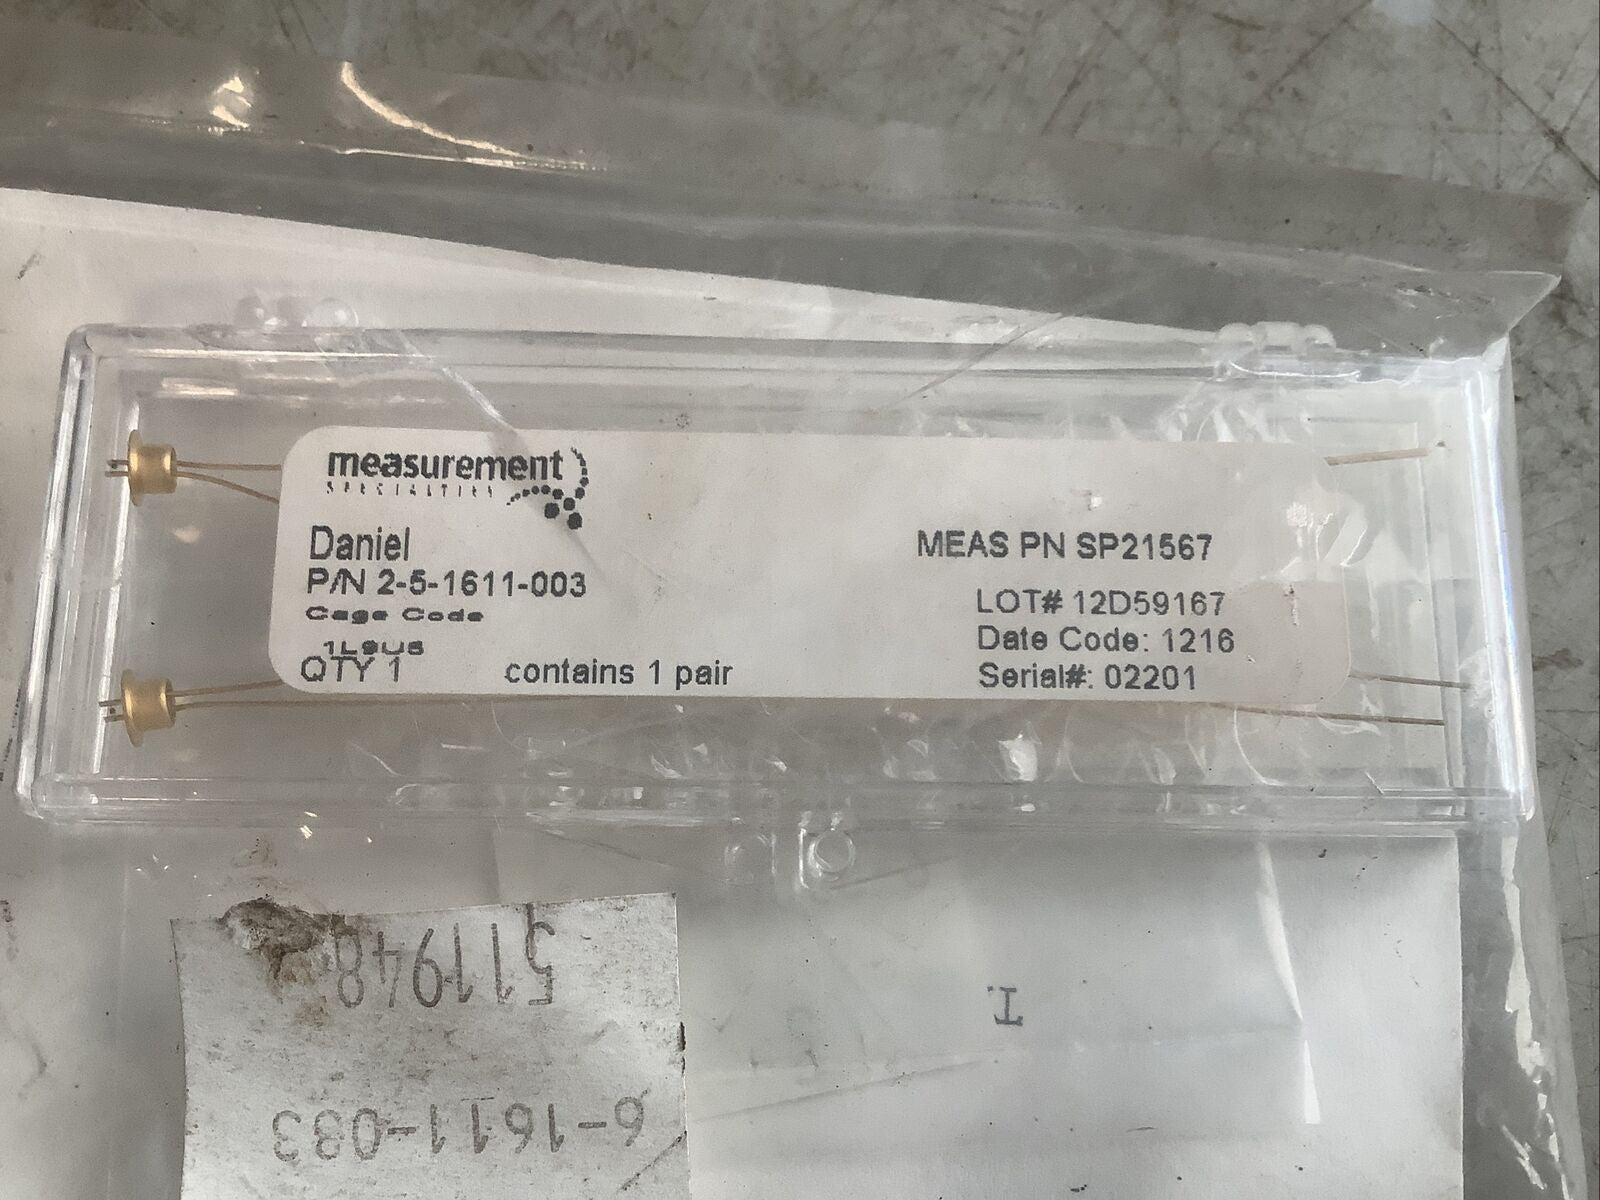 measurement
SPECIALTIES
Daniel
P/N 2-5-1611-003
Cage Code
QTY 1 contains 1 pair
MEAS PN SP21567
LOT# 12D59167
Date Code: 1216
Serial#: 02201
511948
6-1611-083
T.